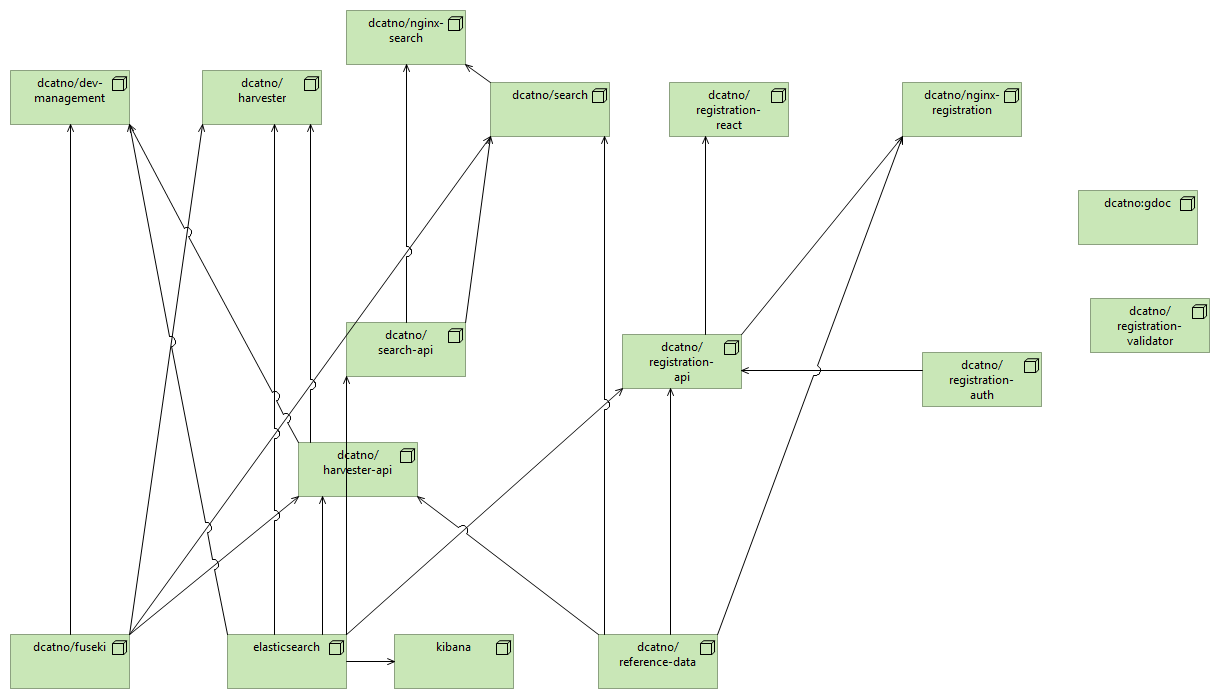 dcatno/nginx-
search
dcatno/dev-
management
dcatno/
harvester
dcatno/search
dcatno/
registration-
react
dcatno/nginx-
registration
dcatno:gdoc
dcatno/
registration-
validator
dcatno/
search-api
dcatno/
registration-
api
dcatno/
registration-
auth
dcatno/
harvester-api
dcatno/fuseki
elasticsearch
kibana
dcatno/
reference-data